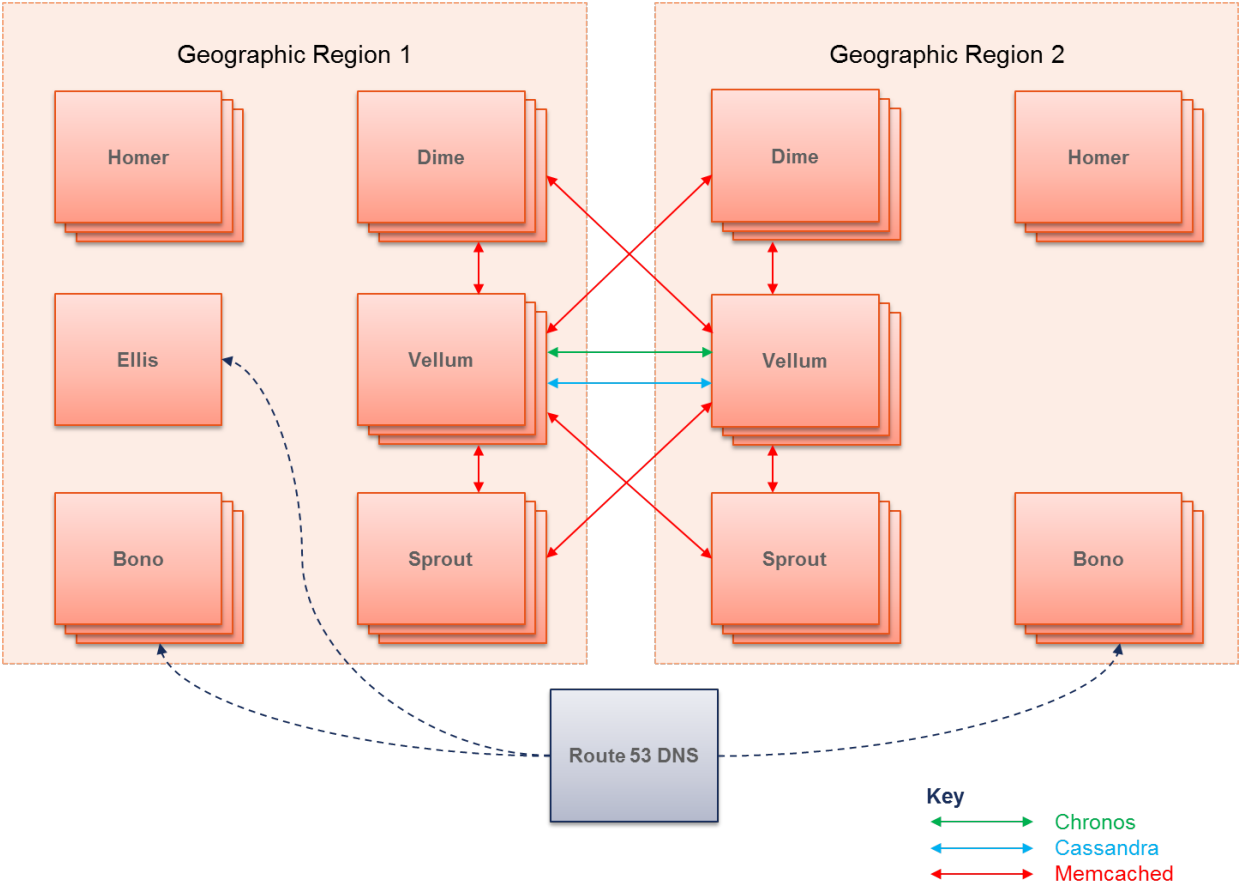 Geographic Region 1
Geographic Region 2
Homer
Dime
Dime
Homer
Ellis
Vellum
Vellum
Bono
Sprout
Sprout
Bono
Route 53 DNS
Key
Chronos
Cassandra
Memcached